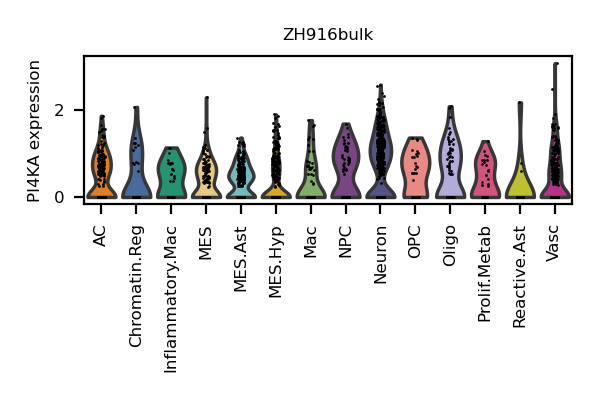 ZH916bulk
PI4KA expression
2
0
AC
Chromatin.Reg
Inflammatory.Mac
MES
MES.Ast
MES.Hyp
Mac
NPC
Neuron
OPC
Oligo
Prolif.Metab
Reactive.Ast
Vasc